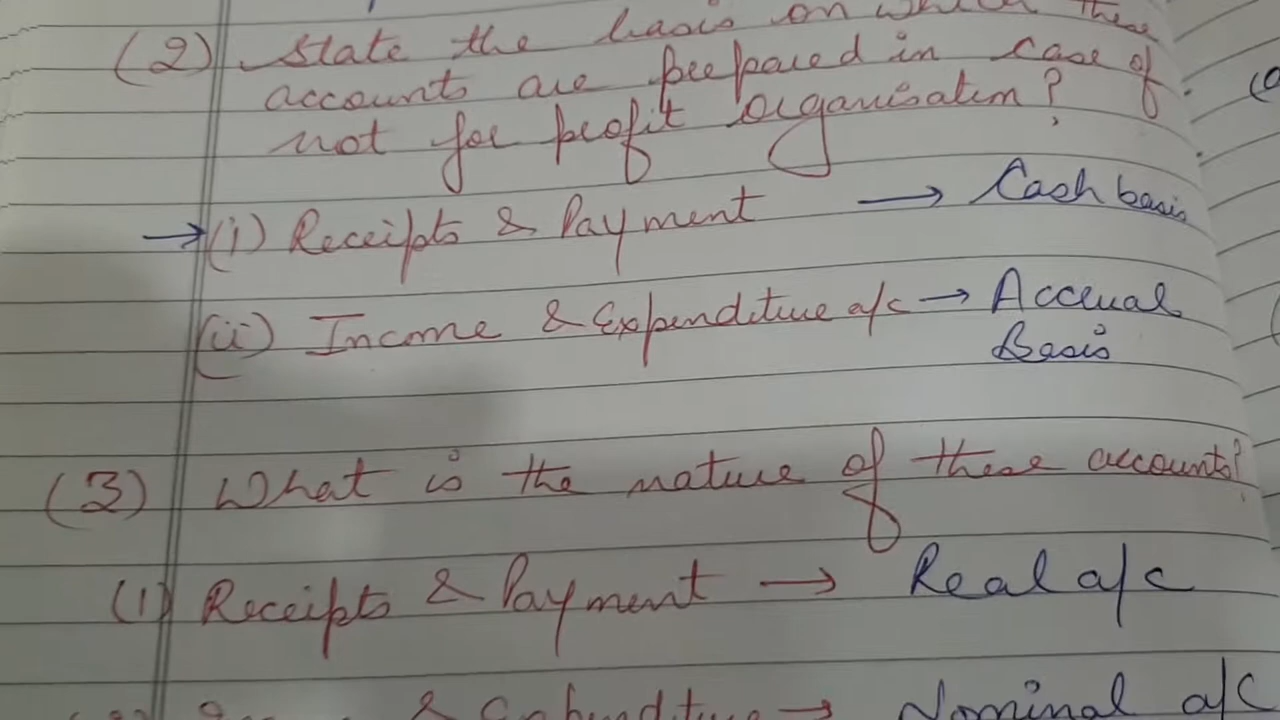 (2) State the basis on which these
accounts are prepared in case of
not for profit organisation?
→(i) Receipts & Payment → Cash basis
(ii) Income & Expenditure a/c → Accrual
Basis
(3) What is the nature of these accounts?
(i) Receipts & Payment → Real a/c
& Expenditure → Nominal a/c